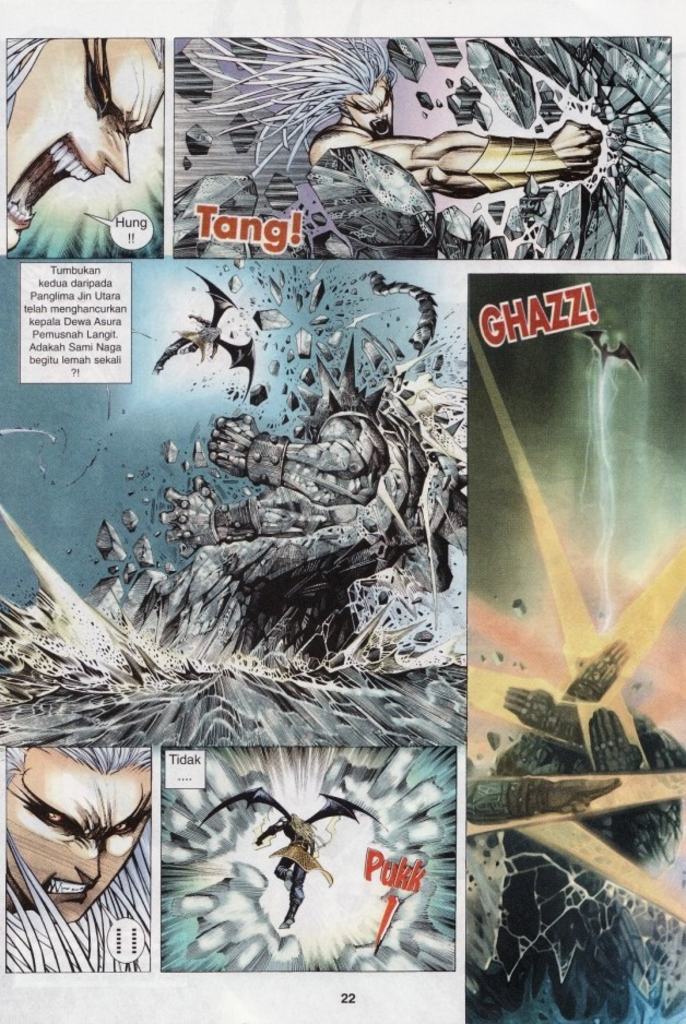 Hung
!!
Tang!
Tumbukan
kedua daripada
Panglima Jin Utara
telah menghancurkan
kepala Dewa Asura
Pemusnah Langit.
Adakah Sami Naga
begitu lemah sekali
?!
GHAZZ!
!!!!
Tidak
....
Pukk
!
22